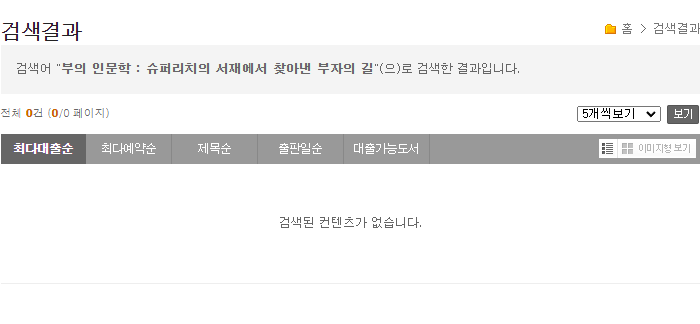 검색결과
홈 > 검색결과
검색어 "부의 인문학 : 슈퍼리치의 서재에서 찾아낸 부자의 길"(으)로 검색한 결과입니다.
전체 0건 (0/0 페이지)
5개씩보기 보기
최다대출순 최다예약순 제목순 출판일순 대출가능도서 이미지형 보기
검색된 컨텐츠가 없습니다.